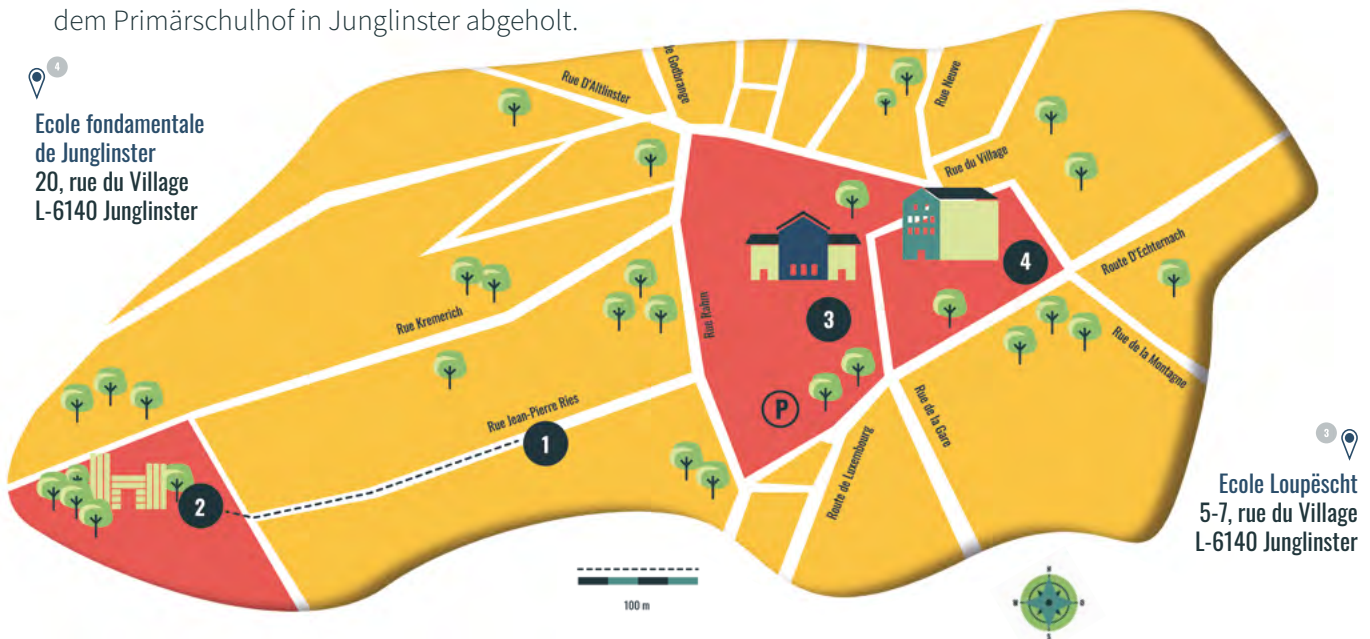 dem Primärschulhof in Junglinster abgeholt.
4
Ecole fondamentale
de Junglinster
20, rue du Village
L-6140 Junglinster
Rue D'Altlinster
de Godbrange
Rue Neuve
Rue du Village
Route D'Echternach
Rue de la Montagne
Rue Kremerich
Rue Rahm
4
3
P
Rue Jean-Pierre Ries
1
2
Rue de la Gare
Route de Luxembourg
3
Ecole Loupëscht
5-7, rue du Village
L-6140 Junglinster
100 m
N
W
O
S